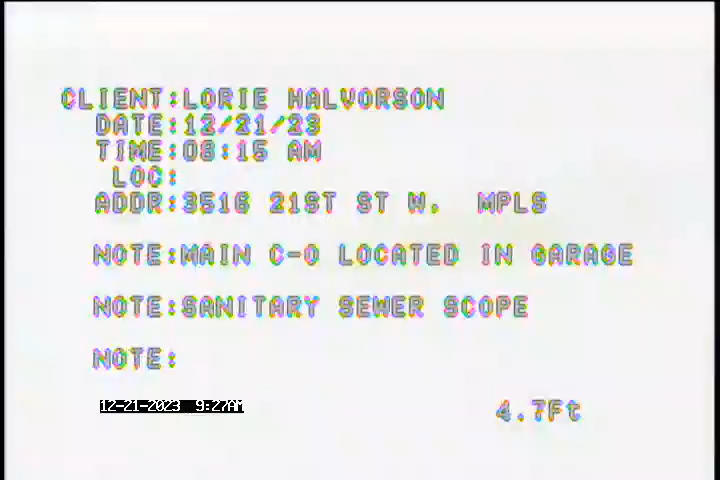 CLIENT:LORIE HALVORSON
DATE:12/21/23
TIME:08:15 AM
LOC:
ADDR:3516 21ST ST W. MPLS
NOTE:MAIN C-O LOCATED IN GARAGE
NOTE:SANITARY SEWER SCOPE
NOTE:
12-21-2023 9:27AM
4.7Ft